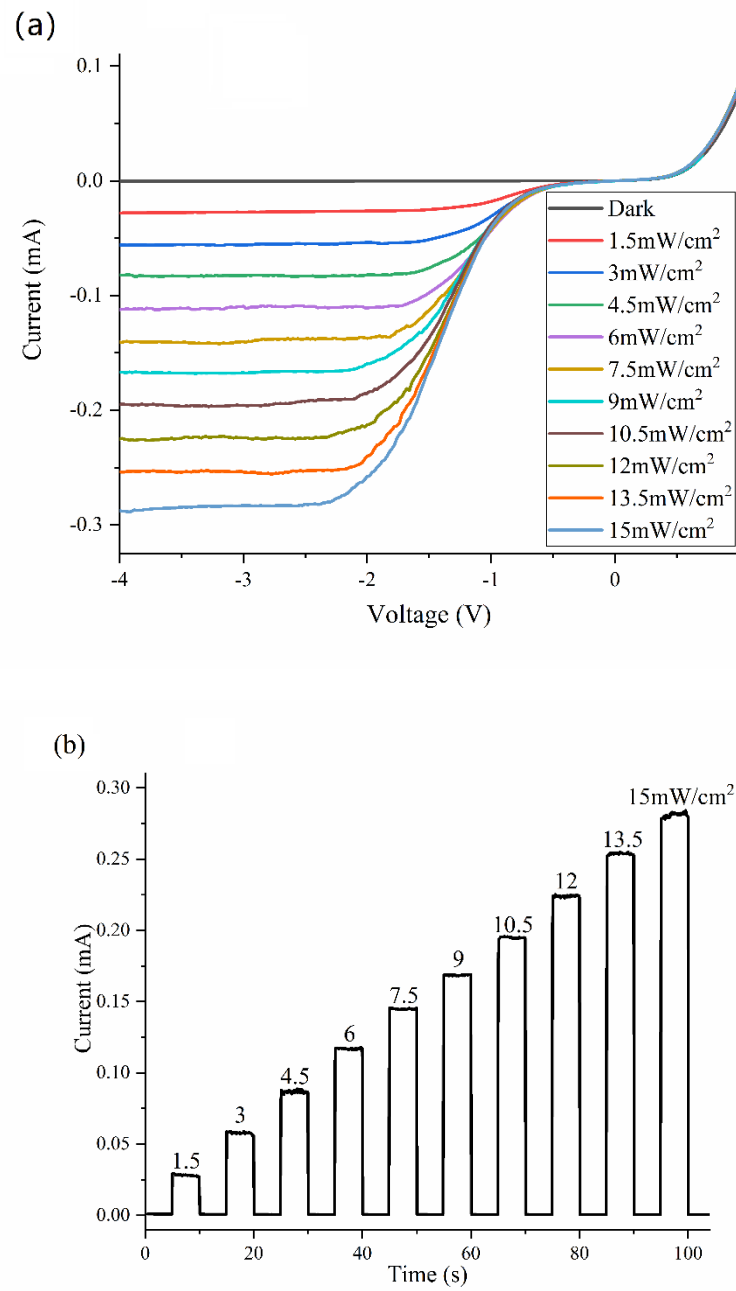 (a)
0.1
0.0
-0.1
-0.2
-0.3
Current (mA)
Dark
1.5mW/cm²
3mW/cm²
4.5mW/cm²
6mW/cm²
7.5mW/cm²
9mW/cm²
10.5mW/cm²
12mW/cm²
13.5mW/cm²
15mW/cm²
-4 -3 -2 -1 0
Voltage (V)
(b)
0.30
0.25
0.20
0.15
0.10
0.05
0.00
Current (mA)
1.5
3
4.5
6
7.5
9
10.5
12
13.5
15mW/cm²
0 20 40 60 80 100
Time (s)